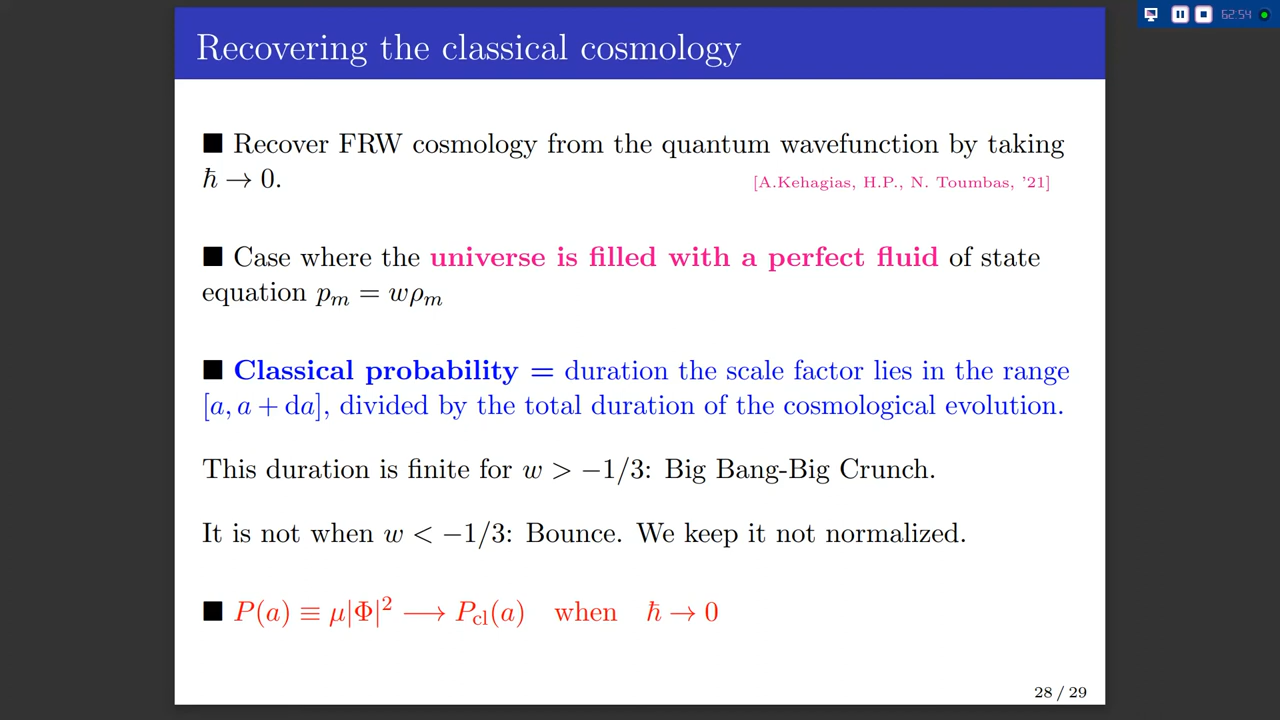 62:54
Recovering the classical cosmology
■ Recover FRW cosmology from the quantum wavefunction by taking
ℏ → 0. [A.Kehagias, H.P., N. Toumbas, '21]
■ Case where the universe is filled with a perfect fluid of state
equation pₘ = wρₘ
■ Classical probability = duration the scale factor lies in the range
[a, a + da], divided by the total duration of the cosmological evolution.
This duration is finite for w > −1/3: Big Bang-Big Crunch.
It is not when w < −1/3: Bounce. We keep it not normalized.
■ P(a) ≡ μ|Φ|² ⟶ P_cl(a) when ℏ → 0
28 / 29